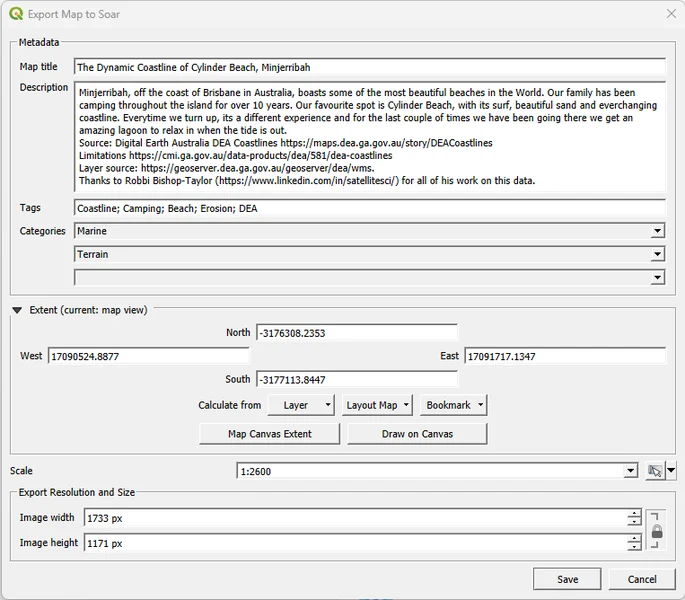 Export Map to Soar
Metadata
Map title
The Dynamic Coastline of Cylinder Beach, Minjerribah
Description
Minjerribah, off the coast of Brisbane in Australia, boasts some of the most beautiful beaches in the World. Our family has been
camping throughout the island for over 10 years. Our favourite spot is Cylinder Beach, with its surf, beautiful sand and everchanging
coastline. Everytime we turn up, its a different experience and for the last couple of times we have been going there we get an
amazing lagoon to relax in when the tide is out.
Source: Digital Earth Australia DEA Coastlines https://maps.dea.ga.gov.au/story/DEACoastlines
Limitations https://cmi.ga.gov.au/data-products/dea/581/dea-coastlines
Layer source: https://geoserver.dea.ga.gov.au/geoserver/dea/wms.
Thanks to Robbi Bishop-Taylor (https://www.linkedin.com/in/satellitesci/) for all of his work on this data.
Tags
Coastline; Camping; Beach; Erosion; DEA
Categories
Marine
Terrain
Extent (current: map view)
North
-3176308.2353
West
17090524.8877
East
17091717.1347
South
-3177113.8447
Calculate from
Layer
Layout Map
Bookmark
Map Canvas Extent
Draw on Canvas
Scale
1:2600
Export Resolution and Size
Image width
1733 px
Image height
1171 px
Save
Cancel